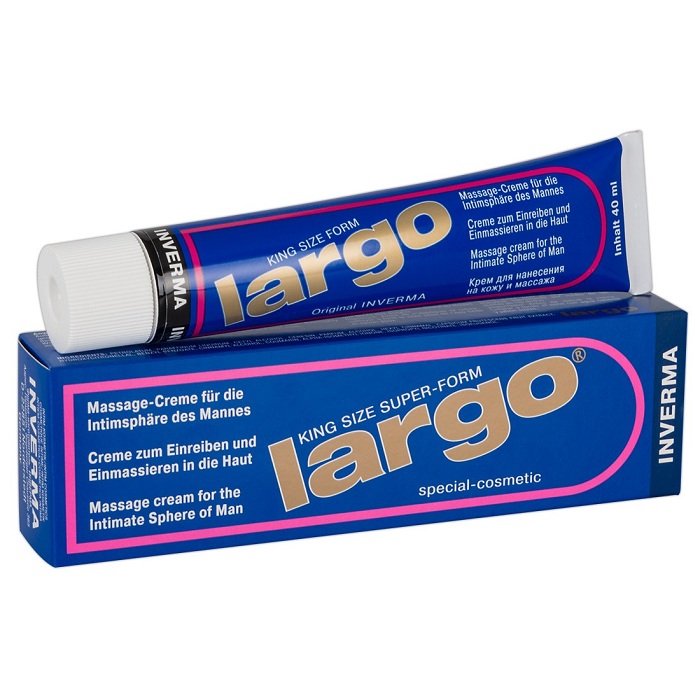 KING SIZE FORM
largo
Original INVERMA
INVERMA
INVERMA
Massage-Creme für die
Intimsphäre des Mannes
Creme zum Einreiben und
Einmassieren in die Haut
Massage cream for the
Intimate Sphere of Man
Крем для нанесения
на кожу и массажа
Inhalt 40 ml
largo
Massage-Creme für die
Intimsphäre des Mannes
Creme zum Einreiben und
Einmassieren in die Haut
Massage cream for the
Intimate Sphere of Man
KING SIZE SUPER-FORM
largo®
special-cosmetic
INVERMA
INVERMA